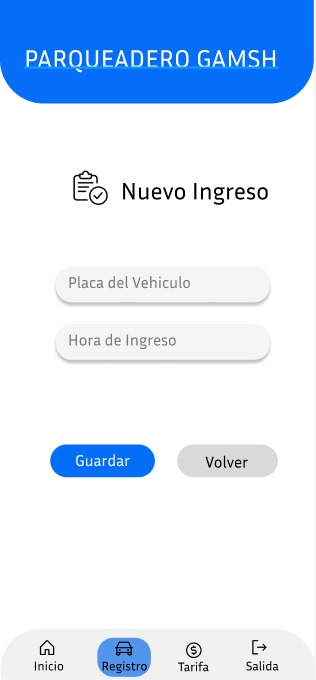 PARQUEADERO GAMSH
Nuevo Ingreso
Placa del Vehiculo
Hora de Ingreso
Guardar Volver
Inicio Registro Tarifa Salida